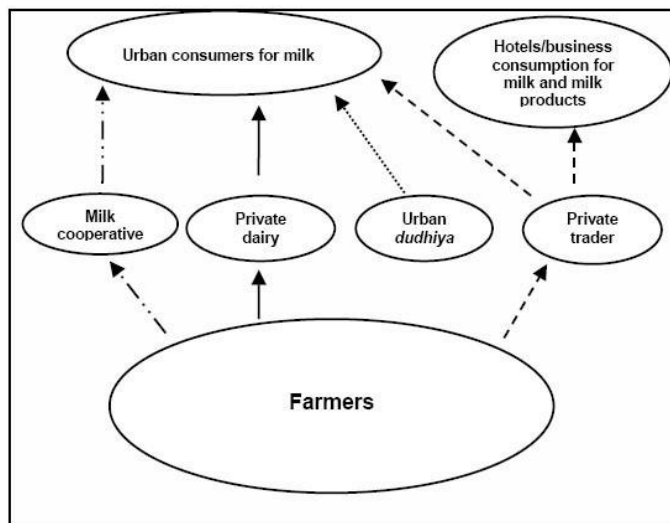 Urban consumers for milk
Hotels/business
consumption for
milk and milk
products
Milk
cooperative
Private
dairy
Urban
dudhiya
Private
trader
Farmers